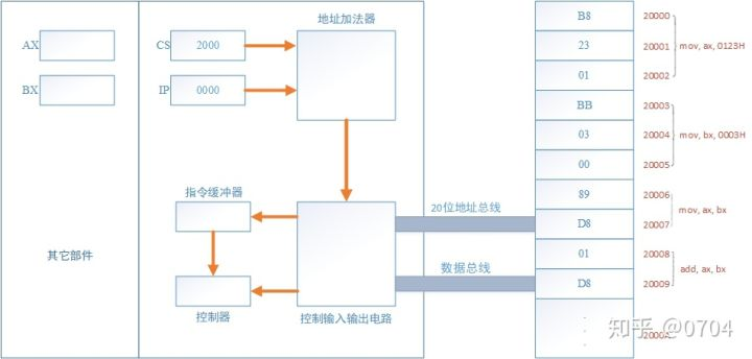 地址加法器
AX
BX
CS 2000
IP 0000
指令缓冲器
控制器
控制输入输出电路
其它部件
20位地址总线
数据总线
B8 20000
23 20001 mov, ax, 0123H
01 20002
BB 20003
03 20004 mov, bx, 0003H
00 20005
89 20006
mov, ax, bx
D8 20007
01 20008
add, ax, bx
D8 20009
2000A
知乎 @0704